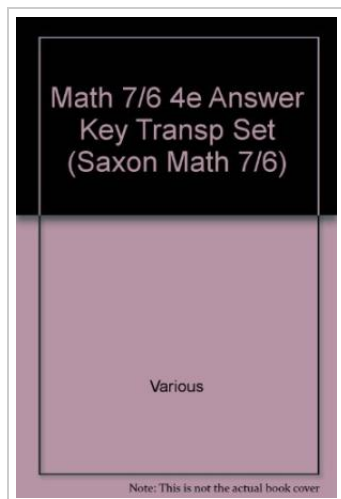 Math 7/6 4e Answer
Key Transp Set
(Saxon Math 7/6)
Various
Note: This is not the actual book cover